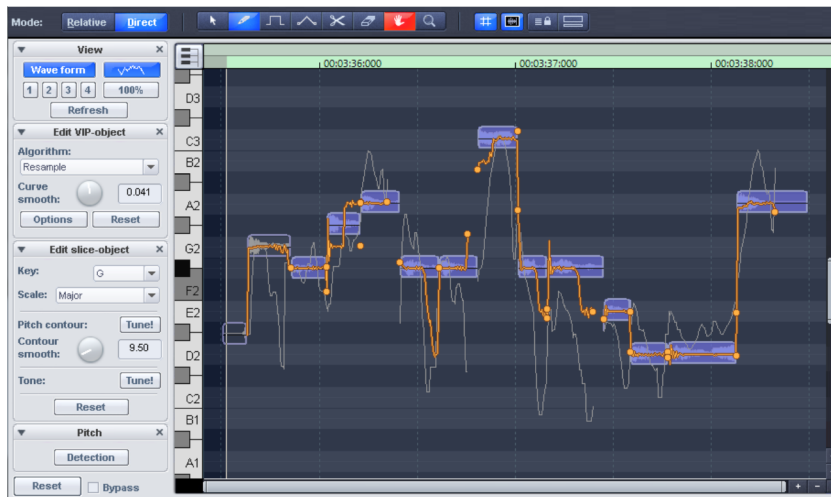 Mode: Relative Direct
View
Wave form
1 2 3 4 100%
Refresh
Edit VIP-object
Algorithm:
Resample
Curve smooth: 0.041
Options Reset
Edit slice-object
Key: G
Scale: Major
Pitch contour: Tune!
Contour smooth: 9.50
Tone: Tune!
Reset
Pitch
Detection
Reset Bypass
00:03:36:000 00:03:37:000 00:03:38:000
D3
C3
B2
A2
G2
F2
E2
D2
C2
B1
A1